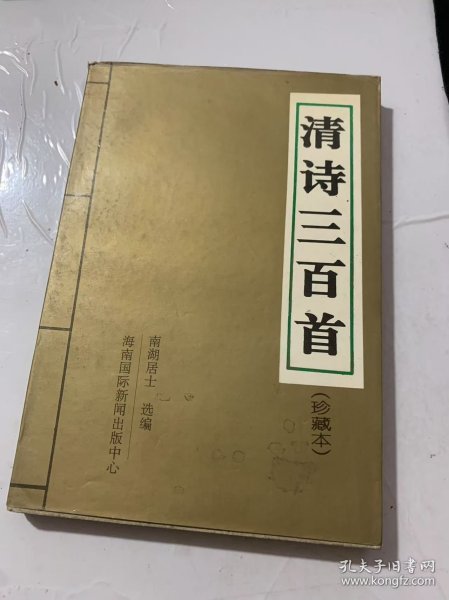 清诗三百首
(珍藏本)
南湖居士 选编
海南国际新闻出版中心
孔夫子旧书网
www.kongfz.com